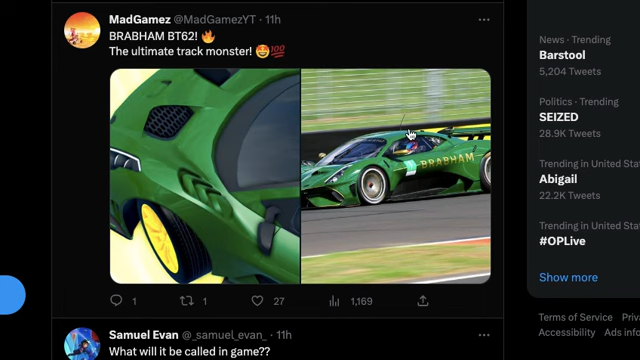 MadGamez @MadGamezYT · 11h
BRABHAM BT62! 🔥
The ultimate track monster! 🤩💯
BRABHAM
1
1
27
1,169
Samuel Evan @_samuel_evan_ · 11h
What will it be called in game??
News · Trending
Barstool
5,204 Tweets
Politics · Trending
SEIZED
28.9K Tweets
Trending in United Sta
Abigail
22.2K Tweets
Trending in United Sta
#OPLive
Show more
Terms of Service Priva
Accessibility Ads info